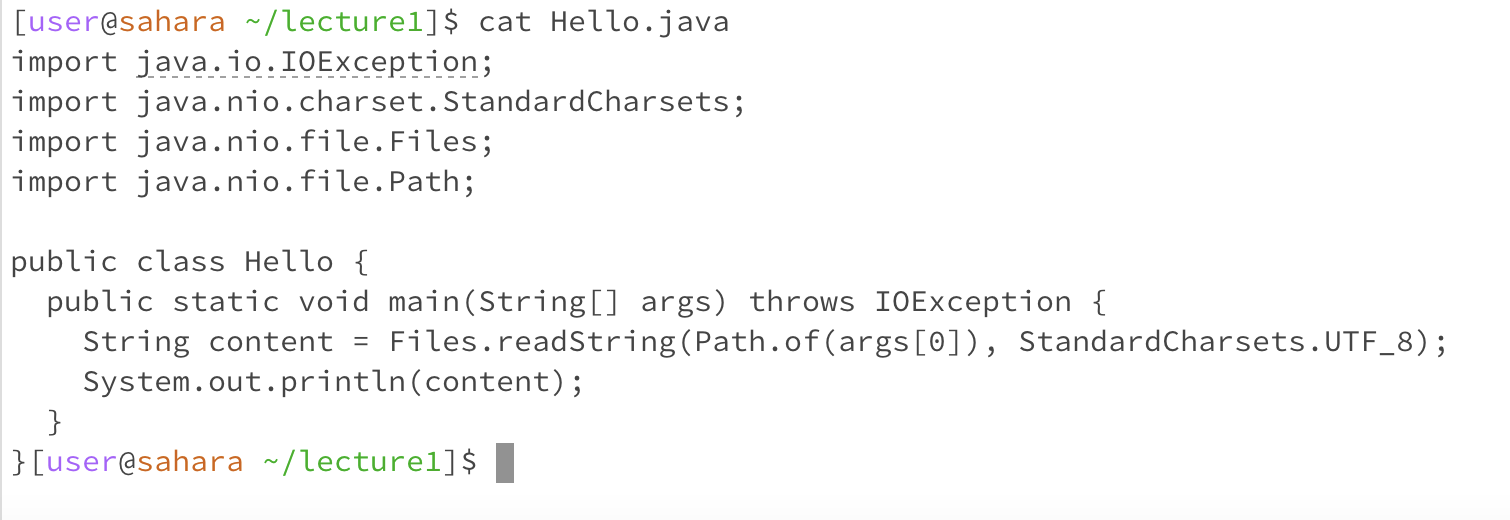 [user@sahara ~/lecture1]$ cat Hello.java
import java.io.IOException;
import java.nio.charset.StandardCharsets;
import java.nio.file.Files;
import java.nio.file.Path;

public class Hello {
  public static void main(String[] args) throws IOException {
    String content = Files.readString(Path.of(args[0]), StandardCharsets.UTF_8);
    System.out.println(content);
  }
}[user@sahara ~/lecture1]$